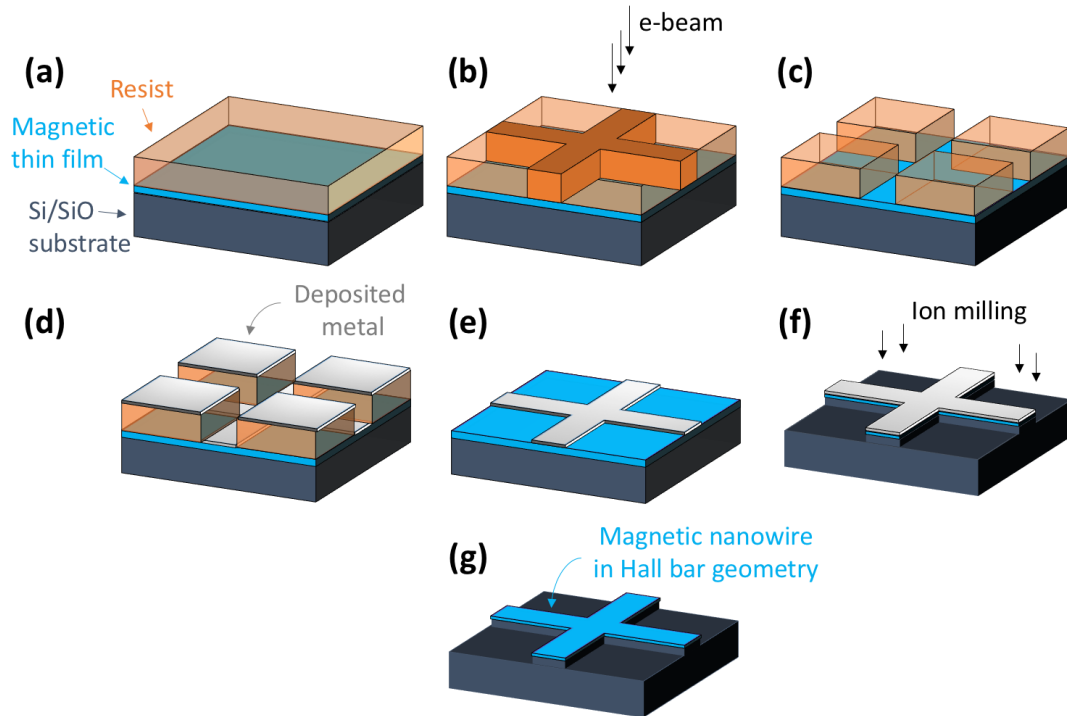 (a)
Resist
Magnetic
thin film
Si/SiO
substrate
(b)
e-beam
(c)
(d)
Deposited
metal
(e)
(f)
Ion milling
(g)
Magnetic nanowire
in Hall bar geometry